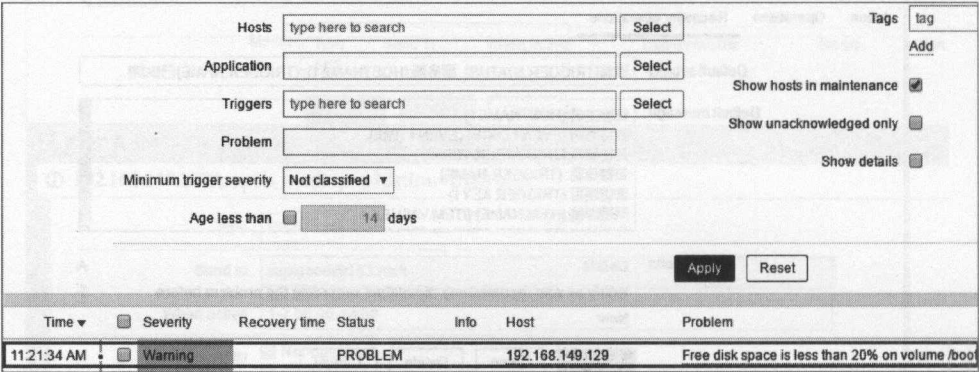 Hosts type here to search Select Tags tag
Add
Application Select
Show hosts in maintenance
Triggers type here to search Select
Show unacknowledged only
Problem
Show details
Minimum trigger severity Not classified ▼
Age less than 14 days
Apply Reset
Time ▼ Severity Recovery time Status Info Host Problem
11:21:34 AM Warning PROBLEM 192.168.149.129 Free disk space is less than 20% on volume /boot